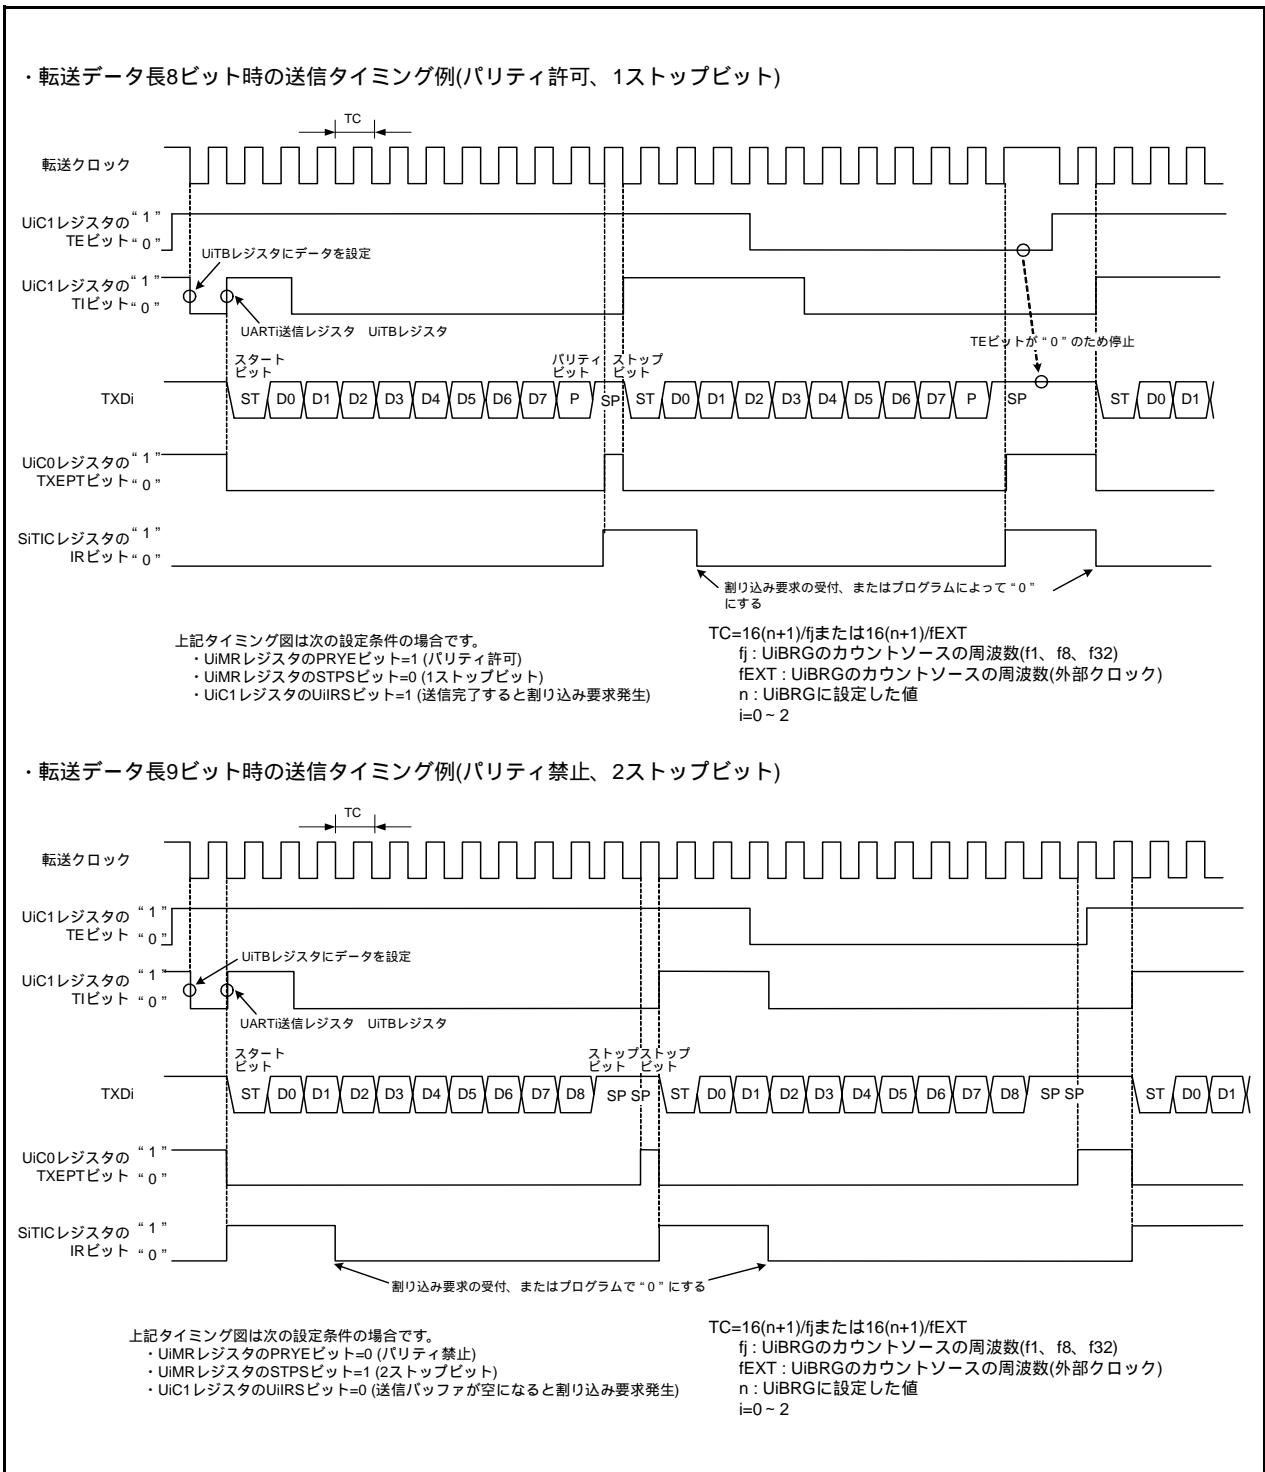 ・転送データ長8ビット時の送信タイミング例(パリティ許可、1ストップビット)
TC
転送クロック
UiC1レジスタの “ 1 ”
TEビット “ 0 ”
UiTBレジスタにデータを設定
UiC1レジスタの “ 1 ”
TIビット “ 0 ”
UARTi送信レジスタ UiTBレジスタ
TEビットが “ 0 ” のため停止
スタート
ビット
パリティ
ビット
ストップ
ビット
TXDi
ST D0 D1 D2 D3 D4 D5 D6 D7 P SP ST D0 D1 D2 D3 D4 D5 D6 D7 P SP ST D0 D1
UiC0レジスタの “ 1 ”
TXEPTビット “ 0 ”
SiTICレジスタの “ 1 ”
IRビット “ 0 ”
割り込み要求の受付、またはプログラムによって “ 0 ”
にする
上記タイミング図は次の設定条件の場合です。
・UiMRレジスタのPRYEビット=1 (パリティ許可)
・UiMRレジスタのSTPSビット=0 (1ストップビット)
・UiC1レジスタのUiIRSビット=1 (送信完了すると割り込み要求発生)
TC=16(n+1)/fjまたは16(n+1)/fEXT
fj : UiBRGのカウントソースの周波数(f1、f8、f32)
fEXT : UiBRGのカウントソースの周波数(外部クロック)
n : UiBRGに設定した値
i=0~2
・転送データ長9ビット時の送信タイミング例(パリティ禁止、2ストップビット)
TC
転送クロック
UiC1レジスタの “ 1 ”
TEビット “ 0 ”
UiTBレジスタにデータを設定
UiC1レジスタの “ 1 ”
TIビット “ 0 ”
UARTi送信レジスタ UiTBレジスタ
スタート
ビット
ストップ
ビット
ストップ
ビット
TXDi
ST D0 D1 D2 D3 D4 D5 D6 D7 D8 SP SP ST D0 D1 D2 D3 D4 D5 D6 D7 D8 SP SP ST D0 D1
UiC0レジスタの “ 1 ”
TXEPTビット “ 0 ”
SiTICレジスタの “ 1 ”
IRビット “ 0 ”
割り込み要求の受付、またはプログラムで “ 0 ” にする
上記タイミング図は次の設定条件の場合です。
・UiMRレジスタのPRYEビット=0 (パリティ禁止)
・UiMRレジスタのSTPSビット=1 (2ストップビット)
・UiC1レジスタのUiIRSビット=0 (送信バッファが空になると割り込み要求発生)
TC=16(n+1)/fjまたは16(n+1)/fEXT
fj : UiBRGのカウントソースの周波数(f1、f8、f32)
fEXT : UiBRGのカウントソースの周波数(外部クロック)
n : UiBRGに設定した値
i=0~2